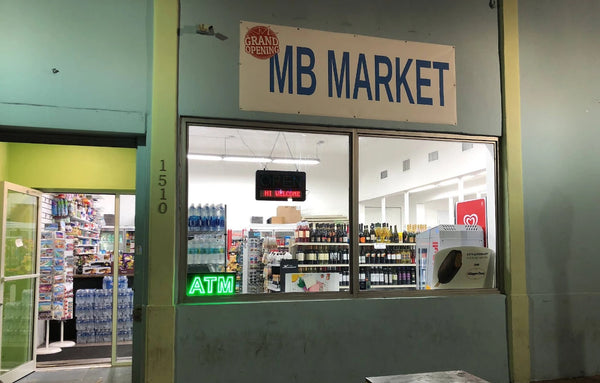 GRAND
OPENING
MB MARKET
1510
HI WELCOME
ATM